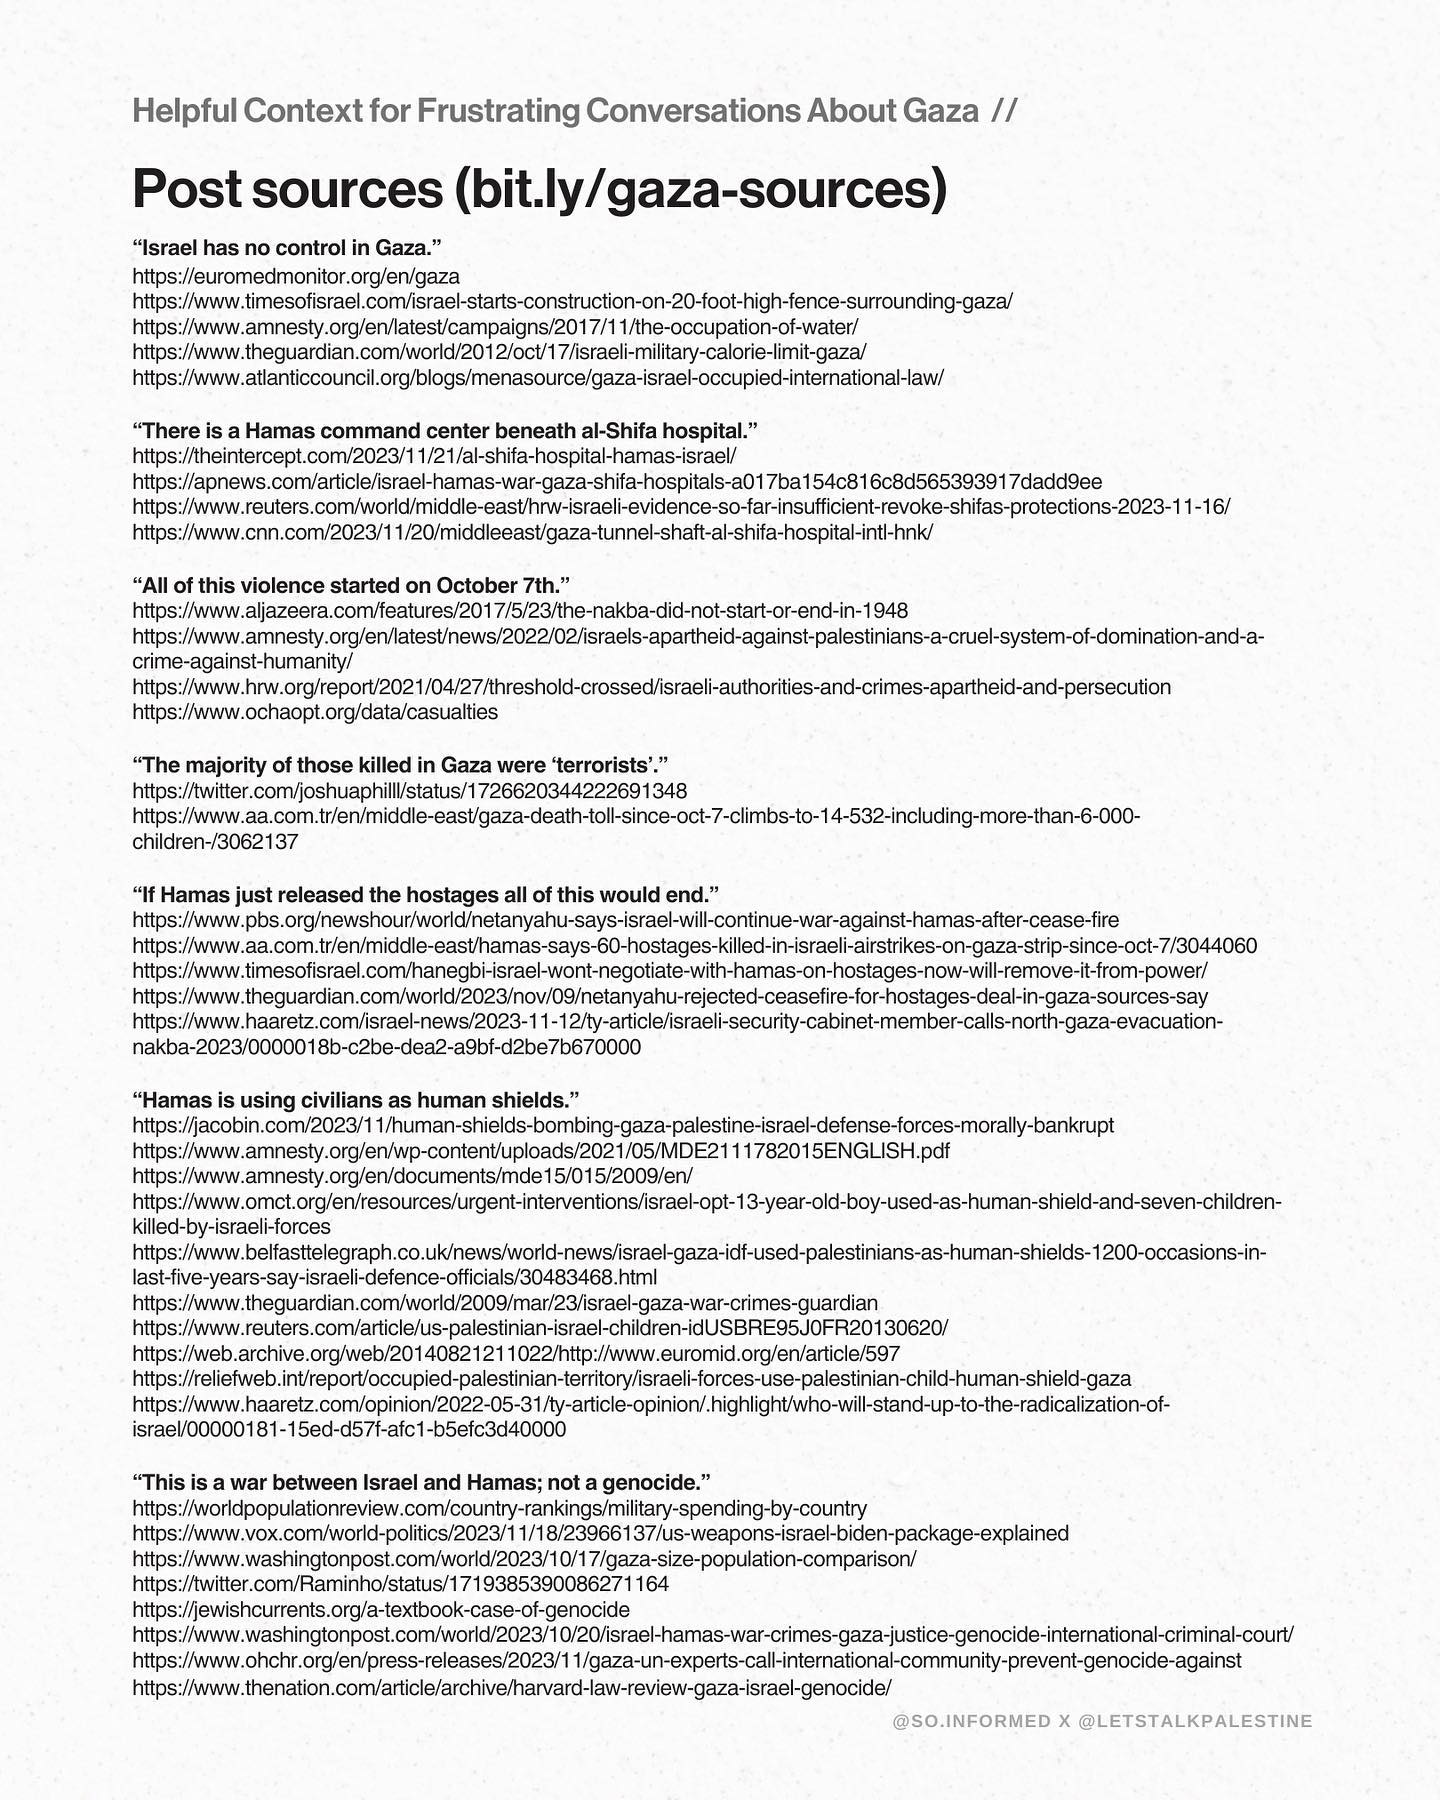 Helpful Context for Frustrating Conversations About Gaza //
Post sources (bit.ly/gaza-sources)
“Israel has no control in Gaza.”
https://euromedmonitor.org/en/gaza
https://www.timesofisrael.com/israel-starts-construction-on-20-foot-high-fence-surrounding-gaza/
https://www.amnesty.org/en/latest/campaigns/2017/11/the-occupation-of-water/
https://www.theguardian.com/world/2012/oct/17/israeli-military-calorie-limit-gaza/
https://www.atlanticcouncil.org/blogs/menasource/gaza-israel-occupied-international-law/
“There is a Hamas command center beneath al-Shifa hospital.”
https://theintercept.com/2023/11/21/al-shifa-hospital-hamas-israel/
https://apnews.com/article/israel-hamas-war-gaza-shifa-hospitals-a017ba154c816c8d565393917dadd9ee
https://www.reuters.com/world/middle-east/hrw-israeli-evidence-so-far-insufficient-revoke-shifas-protections-2023-11-16/
https://www.cnn.com/2023/11/20/middleeast/gaza-tunnel-shaft-al-shifa-hospital-intl-hnk/
“All of this violence started on October 7th.”
https://www.aljazeera.com/features/2017/5/23/the-nakba-did-not-start-or-end-in-1948
https://www.amnesty.org/en/latest/news/2022/02/israels-apartheid-against-palestinians-a-cruel-system-of-domination-and-a-
crime-against-humanity/
https://www.hrw.org/report/2021/04/27/threshold-crossed/israeli-authorities-and-crimes-apartheid-and-persecution
https://www.ochaopt.org/data/casualties
“The majority of those killed in Gaza were ‘terrorists’.”
https://twitter.com/joshuaphilll/status/1726620344222691348
https://www.aa.com.tr/en/middle-east/gaza-death-toll-since-oct-7-climbs-to-14-532-including-more-than-6-000-
children-/3062137
“If Hamas just released the hostages all of this would end.”
https://www.pbs.org/newshour/world/netanyahu-says-israel-will-continue-war-against-hamas-after-cease-fire
https://www.aa.com.tr/en/middle-east/hamas-says-60-hostages-killed-in-israeli-airstrikes-on-gaza-strip-since-oct-7/3044060
https://www.timesofisrael.com/hanegbi-israel-wont-negotiate-with-hamas-on-hostages-now-will-remove-it-from-power/
https://www.theguardian.com/world/2023/nov/09/netanyahu-rejected-ceasefire-for-hostages-deal-in-gaza-sources-say
https://www.haaretz.com/israel-news/2023-11-12/ty-article/israeli-security-cabinet-member-calls-north-gaza-evacuation-
nakba-2023/0000018b-c2be-dea2-a9bf-d2be7b670000
“Hamas is using civilians as human shields.”
https://jacobin.com/2023/11/human-shields-bombing-gaza-palestine-israel-defense-forces-morally-bankrupt
https://www.amnesty.org/en/wp-content/uploads/2021/05/MDE2111782015ENGLISH.pdf
https://www.amnesty.org/en/documents/mde15/015/2009/en/
https://www.omct.org/en/resources/urgent-interventions/israel-opt-13-year-old-boy-used-as-human-shield-and-seven-children-
killed-by-israeli-forces
https://www.belfasttelegraph.co.uk/news/world-news/israel-gaza-idf-used-palestinians-as-human-shields-1200-occasions-in-
last-five-years-say-israeli-defence-officials/30483468.html
https://www.theguardian.com/world/2009/mar/23/israel-gaza-war-crimes-guardian
https://www.reuters.com/article/us-palestinian-israel-children-idUSBRE95J0FR20130620/
https://web.archive.org/web/20140821211022/http://www.euromid.org/en/article/597
https://reliefweb.int/report/occupied-palestinian-territory/israeli-forces-use-palestinian-child-human-shield-gaza
https://www.haaretz.com/opinion/2022-05-31/ty-article-opinion/.highlight/who-will-stand-up-to-the-radicalization-of-
israel/00000181-15ed-d57f-afc1-b5efc3d40000
“This is a war between Israel and Hamas; not a genocide.”
https://worldpopulationreview.com/country-rankings/military-spending-by-country
https://www.vox.com/world-politics/2023/11/18/23966137/us-weapons-israel-biden-package-explained
https://www.washingtonpost.com/world/2023/10/17/gaza-size-population-comparison/
https://twitter.com/Raminho/status/1719385390086271164
https://jewishcurrents.org/a-textbook-case-of-genocide
https://www.washingtonpost.com/world/2023/10/20/israel-hamas-war-crimes-gaza-justice-genocide-international-criminal-court/
https://www.ohchr.org/en/press-releases/2023/11/gaza-un-experts-call-international-community-prevent-genocide-against
https://www.thenation.com/article/archive/harvard-law-review-gaza-israel-genocide/
@SO.INFORMED X @LETSTALKPALESTINE